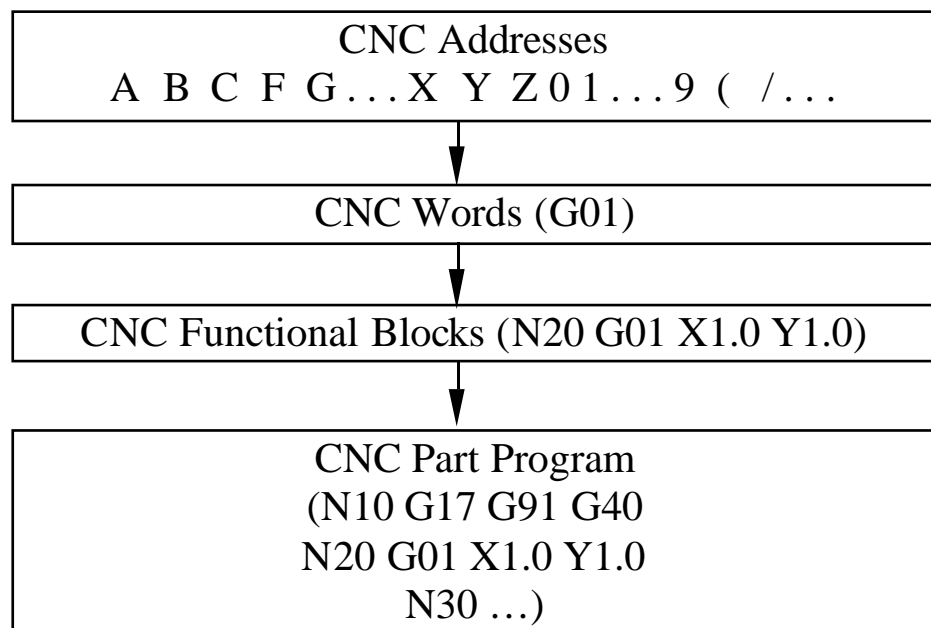 CNC Addresses
A B C F G...X Y Z 0 1...9 ( /...
CNC Words (G01)
CNC Functional Blocks (N20 G01 X1.0 Y1.0)
CNC Part Program
(N10 G17 G91 G40
N20 G01 X1.0 Y1.0
N30 …)